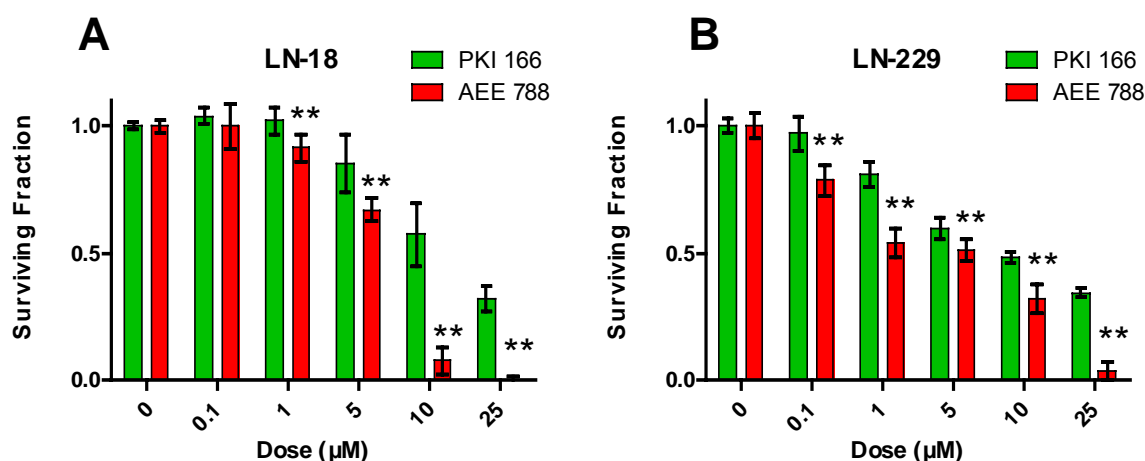 A
LN-18
PKI 166
AEE 788
Surviving Fraction
1.0
0.5
0.0
**
**
**
**
0
0.1
1
5
10
25
Dose (µM)
B
LN-229
PKI 166
AEE 788
Surviving Fraction
1.0
0.5
0.0
**
**
**
**
**
0
0.1
1
5
10
25
Dose (µM)